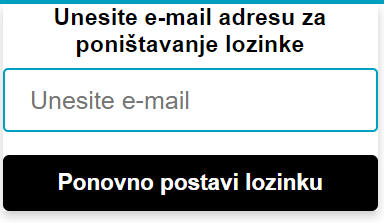 Unesite e-mail adresu za
poništavanje lozinke
Unesite e-mail
Ponovno postavi lozinku